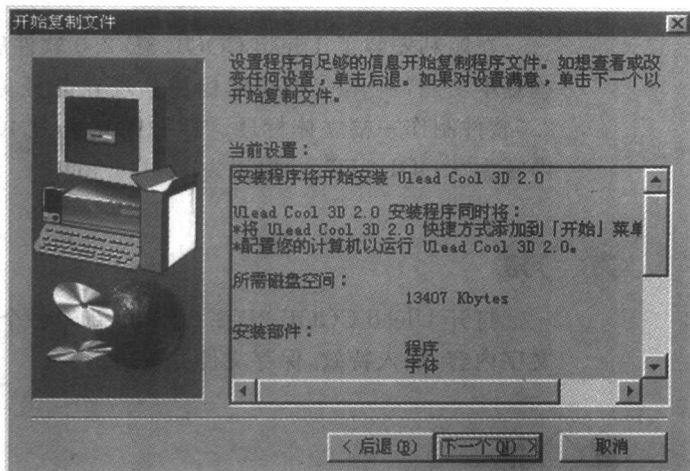 开始复制文件
设置程序有足够的信息开始复制程序文件。如想查看或改
变任何设置，单击后退。如果对设置满意，单击下一个以
开始复制文件。
当前设置：
安装程序将开始安装 Ulead Cool 3D 2.0
Ulead Cool 3D 2.0 安装程序同时将：
*将 Ulead Cool 3D 2.0 快捷方式添加到「开始」菜单
*配置您的计算机以运行 Ulead Cool 3D 2.0。
所需磁盘空间：
13407 Kbytes
安装部件：
程序
字体
< 后退(B) 下一个(N) > 取消